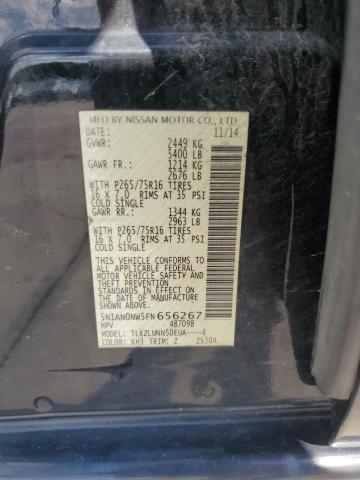 MFD BY NISSAN MOTOR CO., LTD
DATE: 11/14
GVWR: 2449 KG
5400 LB
GAWR FR.: 1214 KG
2676 LB
WITH P265/75R16 TIRES
16 X 7.0 RIMS AT 35 PSI
COLD SINGLE
GAWR RR.: 1344 KG
2963 LB
WITH P265/75R16 TIRES
16 X 7.0 RIMS AT 35 PSI
COLD SINGLE
THIS VEHICLE CONFORMS TO
ALL APPLICABLE FEDERAL
MOTOR VEHICLE SAFETY AND
THEFT PREVENTION
STANDARDS IN EFFECT ON
THE DATE OF MANUFACTURE
SHOWN ABOVE.
5N1AN0NW5FN656267
MPV 487098
MODEL: TLKZLUNN50EUA----E
COLOR: KH3 TRIM: Z 2S30A